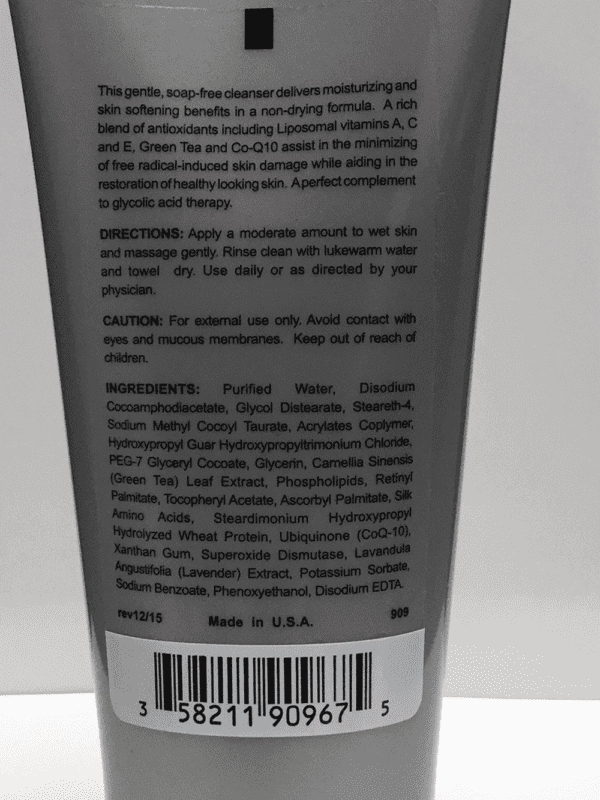 This gentle, soap-free cleanser delivers moisturizing and
skin softening benefits in a non-drying formula. A rich
blend of antioxidants including Liposomal vitamins A, C
and E, Green Tea and Co-Q10 assist in the minimizing
of free radical-induced skin damage while aiding in the
restoration of healthy looking skin. A perfect complement
to glycolic acid therapy.
DIRECTIONS: Apply a moderate amount to wet skin
and massage gently. Rinse clean with lukewarm water
and towel dry. Use daily or as directed by your
physician.
CAUTION: For external use only. Avoid contact with
eyes and mucous membranes. Keep out of reach of
children.
INGREDIENTS: Purified Water, Disodium
Cocoamphodiacetate, Glycol Distearate, Steareth-4,
Sodium Methyl Cocoyl Taurate, Acrylates Coplymer,
Hydroxypropyl Guar Hydroxypropyltrimonium Chloride,
PEG-7 Glyceryl Cocoate, Glycerin, Camellia Sinensis
(Green Tea) Leaf Extract, Phospholipids, Retinyl
Palmitate, Tocopheryl Acetate, Ascorbyl Palmitate, Silk
Amino Acids, Steardimonium Hydroxypropyl
Hydrolyzed Wheat Protein, Ubiquinone (CoQ-10),
Xanthan Gum, Superoxide Dismutase, Lavandula
Angustifolia (Lavender) Extract, Potassium Sorbate,
Sodium Benzoate, Phenoxyethanol, Disodium EDTA.
rev12/15 Made in U.S.A. 909
3 58211 90967 5